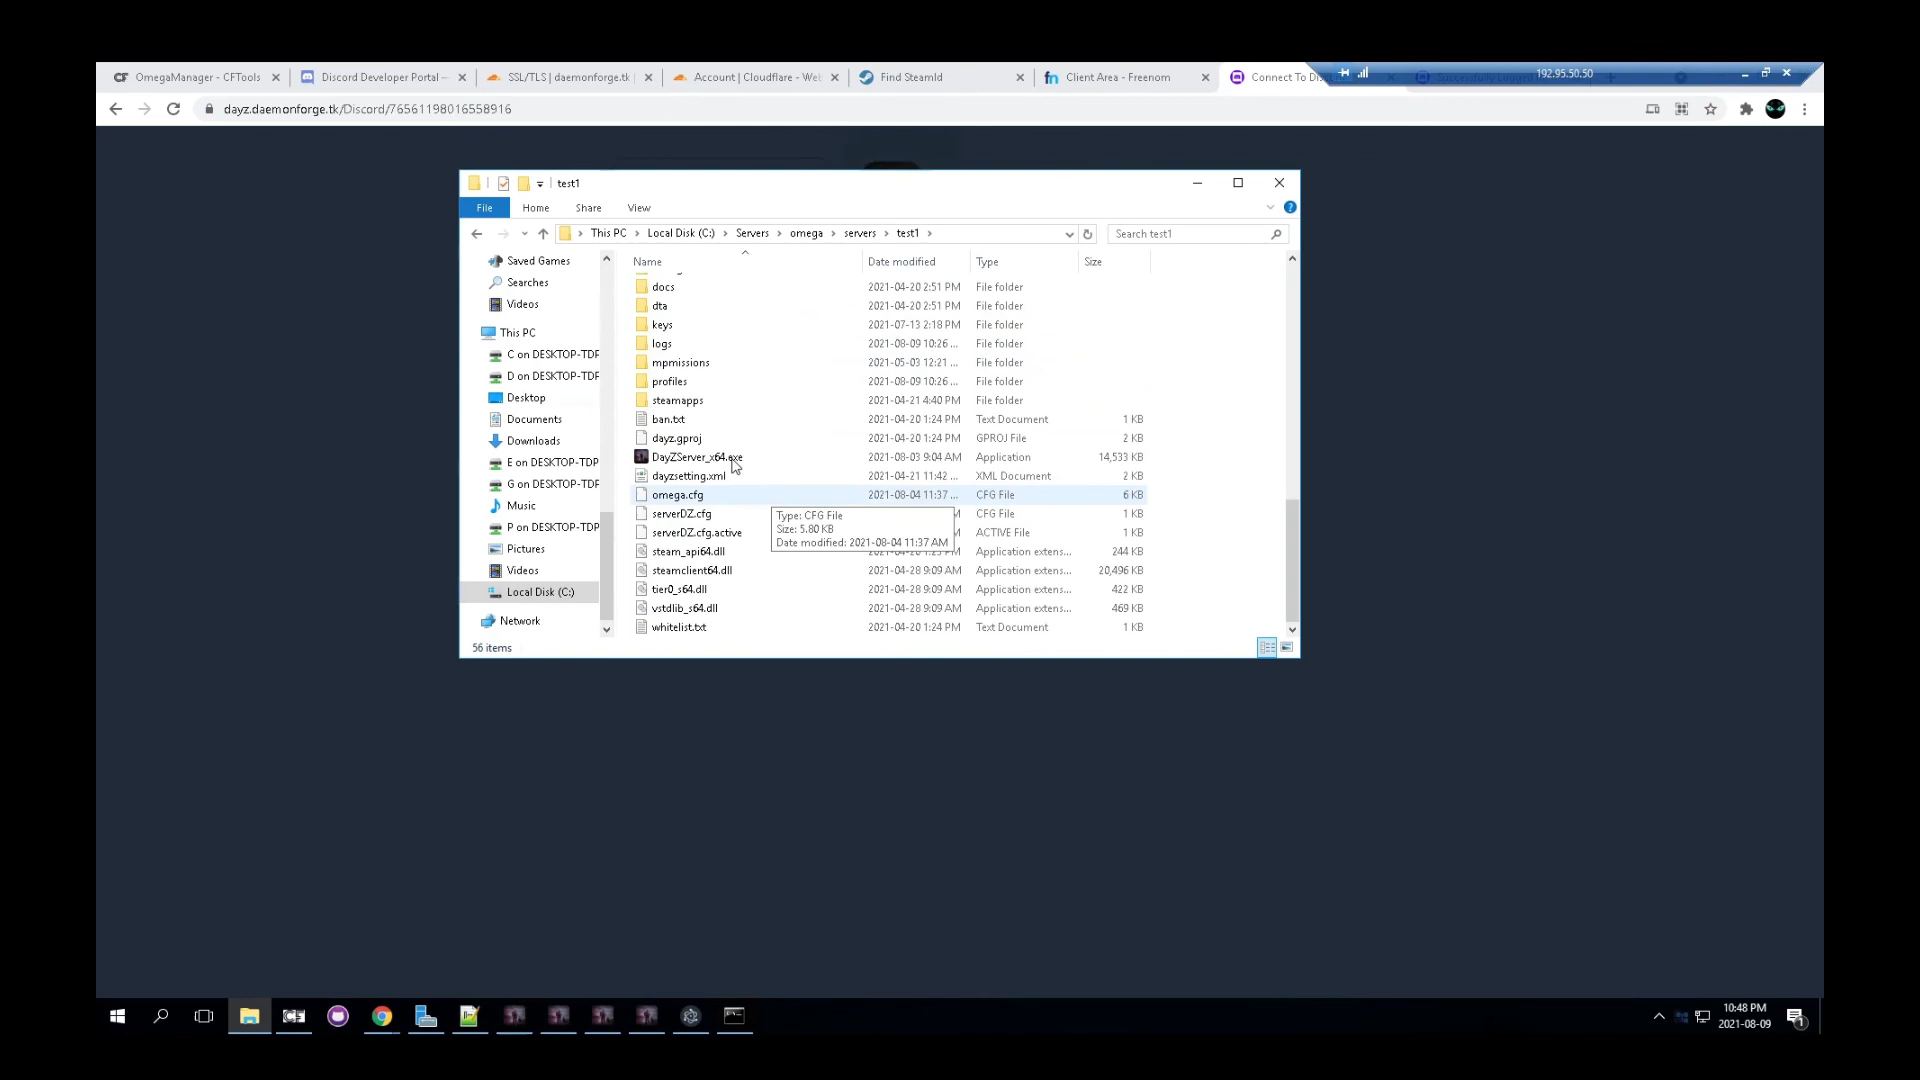 OmegaManager - CFTools
Discord Developer Portal —
SSL/TLS | daemonforge.tk |
Account | Cloudflare - Web
Find SteamId
Client Area - Freenom
Connect To Dis
192.95.50.50
dayz.daemonforge.tk/Discord/76561198016558916
test1
File
Home
Share
View
This PC > Local Disk (C:) > Servers > omega > servers > test1 >
Search test1
Name
Date modified
Type
Size
Saved Games
Searches
Videos
This PC
C on DESKTOP-TDP
D on DESKTOP-TDP
Desktop
Documents
Downloads
E on DESKTOP-TDP
G on DESKTOP-TDP
Music
P on DESKTOP-TDP
Pictures
Videos
Local Disk (C:)
Network
docs 2021-04-20 2:51 PM File folder
dta 2021-04-20 2:51 PM File folder
keys 2021-07-13 2:18 PM File folder
logs 2021-08-09 10:26 ... File folder
mpmissions 2021-05-03 12:21 ... File folder
profiles 2021-08-09 10:26 ... File folder
steamapps 2021-04-21 4:40 PM File folder
ban.txt 2021-04-20 1:24 PM Text Document 1 KB
dayz.gproj 2021-04-20 1:24 PM GPROJ File 2 KB
DayZServer_x64.exe 2021-08-03 9:04 AM Application 14,533 KB
dayzsetting.xml 2021-04-21 11:42 ... XML Document 2 KB
omega.cfg 2021-08-04 11:37 ... CFG File 6 KB
serverDZ.cfg CFG File 1 KB
serverDZ.cfg.active ACTIVE File 1 KB
steam_api64.dll Application extens... 244 KB
steamclient64.dll 2021-04-28 9:09 AM Application extens... 20,496 KB
tier0_s64.dll 2021-04-28 9:09 AM Application extens... 422 KB
vstdlib_s64.dll 2021-04-28 9:09 AM Application extens... 469 KB
whitelist.txt 2021-04-20 1:24 PM Text Document 1 KB
Type: CFG File
Size: 5.80 KB
Date modified: 2021-08-04 11:37 AM
56 items
10:48 PM
2021-08-09
1